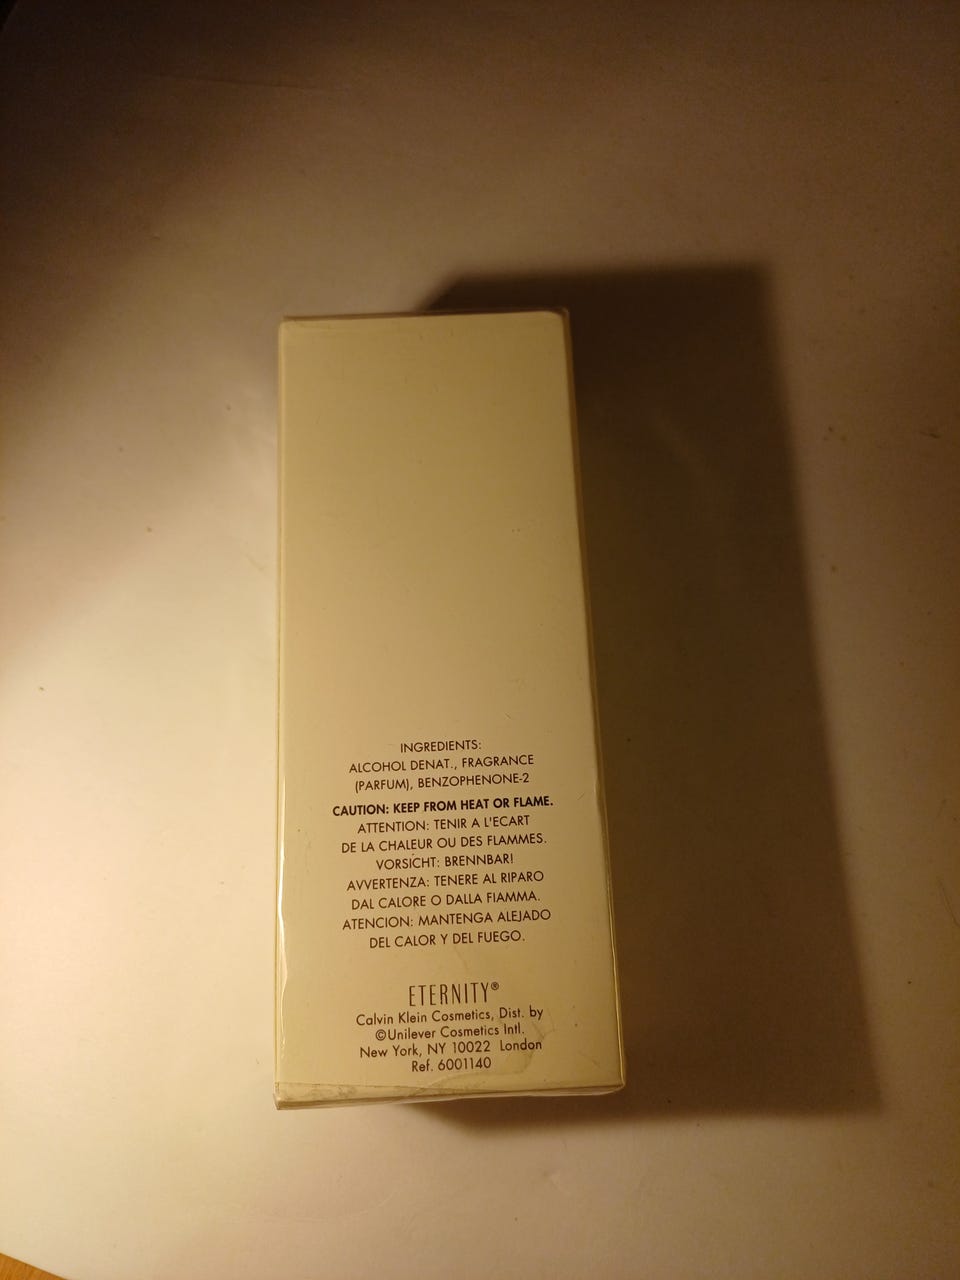 INGREDIENTS:
ALCOHOL DENAT., FRAGRANCE
(PARFUM), BENZOPHENONE-2
CAUTION: KEEP FROM HEAT OR FLAME.
ATTENTION: TENIR A L'ECART
DE LA CHALEUR OU DES FLAMMES.
VORSICHT: BRENNBAR!
AVVERTENZA: TENERE AL RIPARO
DAL CALORE O DALLA FIAMMA.
ATENCION: MANTENGA ALEJADO
DEL CALOR Y DEL FUEGO.
ETERNITY®
Calvin Klein Cosmetics, Dist. by
©Unilever Cosmetics Intl.
New York, NY 10022 London
Ref. 6001140